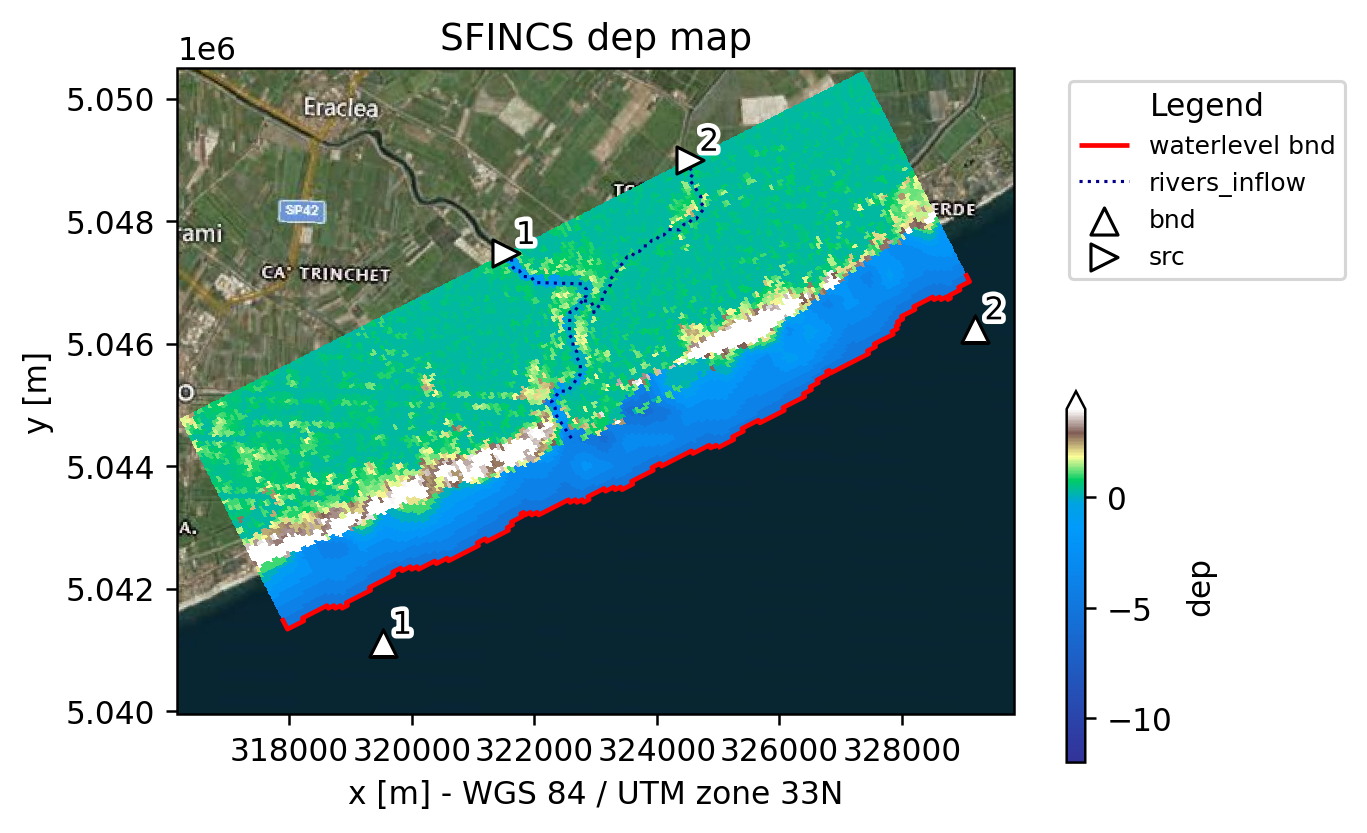 SFINCS dep map
1e6
5.050
5.048
5.046
5.044
5.042
5.040
y [m]
318000 320000 322000 324000 326000 328000
x [m] - WGS 84 / UTM zone 33N
Eraclea
SP42
rami
CA' TRINCHET
TO
ERDE
O
A.
1
2
1
2
Legend
waterlevel bnd
rivers_inflow
bnd
src
0
−5
−10
dep